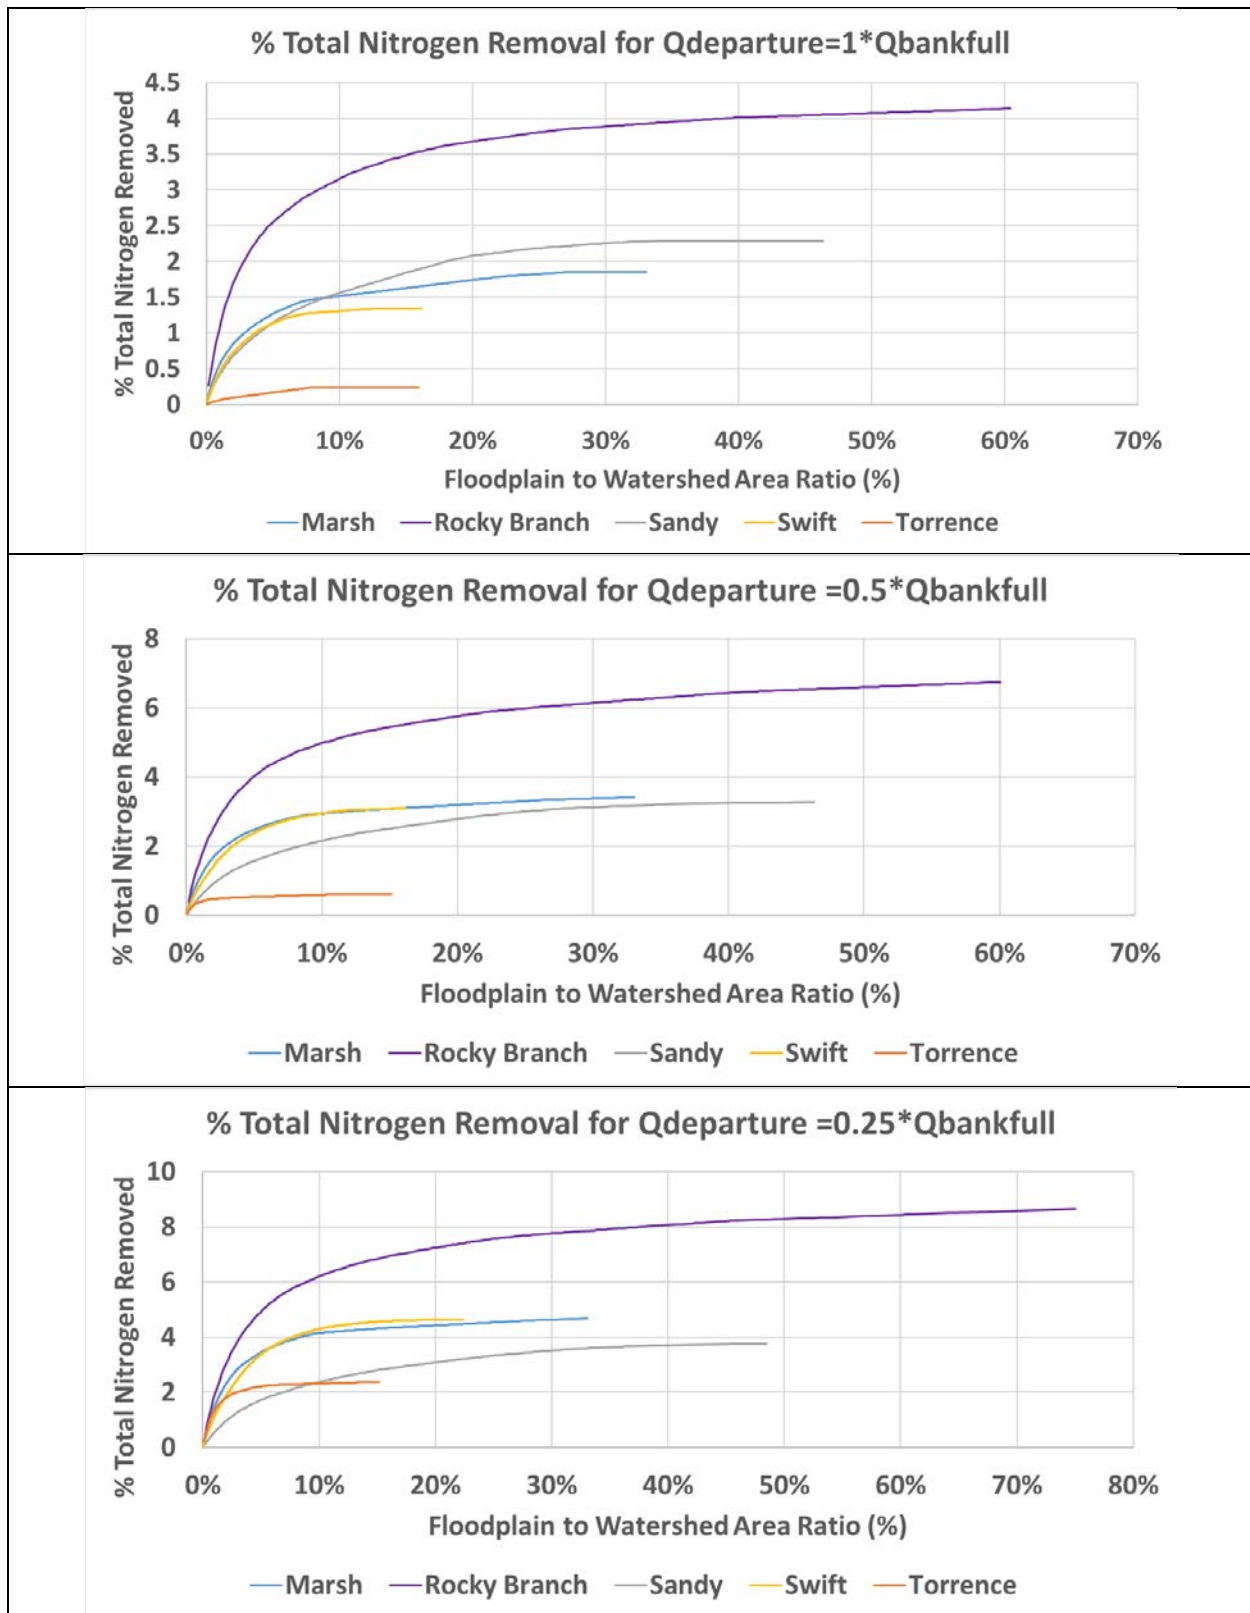 % Total Nitrogen Removal for Qdeparture=1*Qbankfull
% Total Nitrogen Removed
4.5
4
3.5
3
2.5
2
1.5
1
0.5
0
0% 10% 20% 30% 40% 50% 60% 70%
Floodplain to Watershed Area Ratio (%)
Marsh Rocky Branch Sandy Swift Torrence
% Total Nitrogen Removal for Qdeparture =0.5*Qbankfull
% Total Nitrogen Removed
8
6
4
2
0
0% 10% 20% 30% 40% 50% 60% 70%
Floodplain to Watershed Area Ratio (%)
Marsh Rocky Branch Sandy Swift Torrence
% Total Nitrogen Removal for Qdeparture =0.25*Qbankfull
% Total Nitrogen Removed
10
8
6
4
2
0
0% 10% 20% 30% 40% 50% 60% 70% 80%
Floodplain to Watershed Area Ratio (%)
Marsh Rocky Branch Sandy Swift Torrence